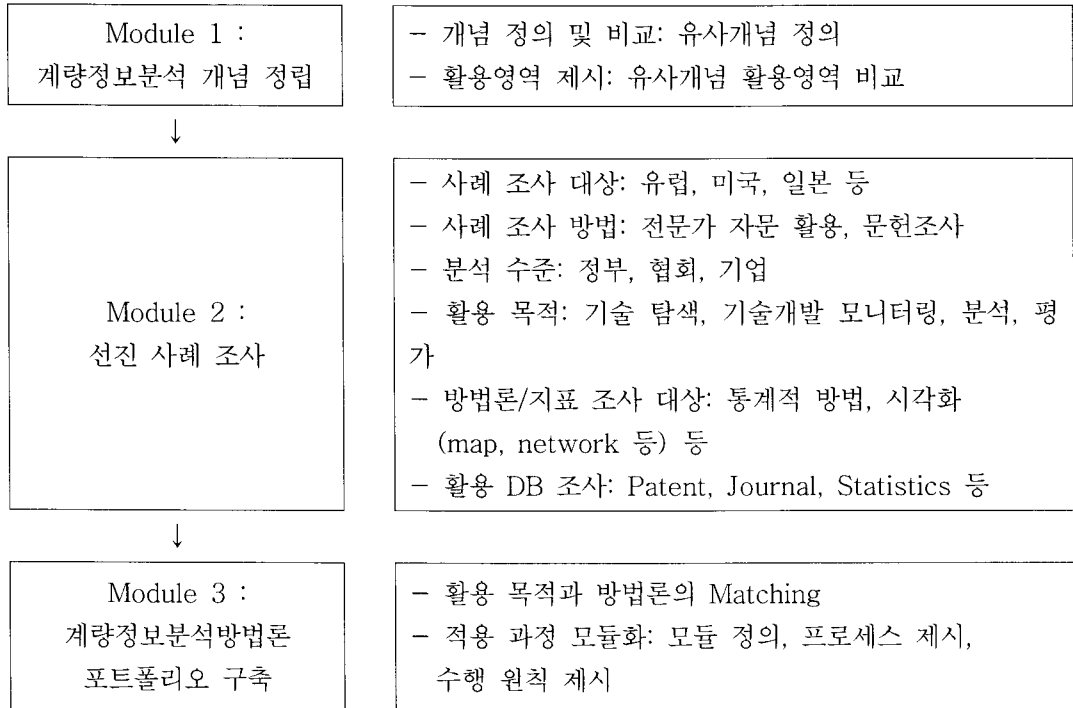 Module 1 :
계량정보분석 개념 정립
– 개념 정의 및 비교: 유사개념 정의
– 활용영역 제시: 유사개념 활용영역 비교
↓
Module 2 :
선진 사례 조사
– 사례 조사 대상: 유럽, 미국, 일본 등
– 사례 조사 방법: 전문가 자문 활용, 문헌조사
– 분석 수준: 정부, 협회, 기업
– 활용 목적: 기술 탐색, 기술개발 모니터링, 분석, 평
가
– 방법론/지표 조사 대상: 통계적 방법, 시각화
(map, network 등) 등
– 활용 DB 조사: Patent, Journal, Statistics 등
↓
Module 3 :
계량정보분석방법론
포트폴리오 구축
– 활용 목적과 방법론의 Matching
– 적용 과정 모듈화: 모듈 정의, 프로세스 제시,
수행 원칙 제시